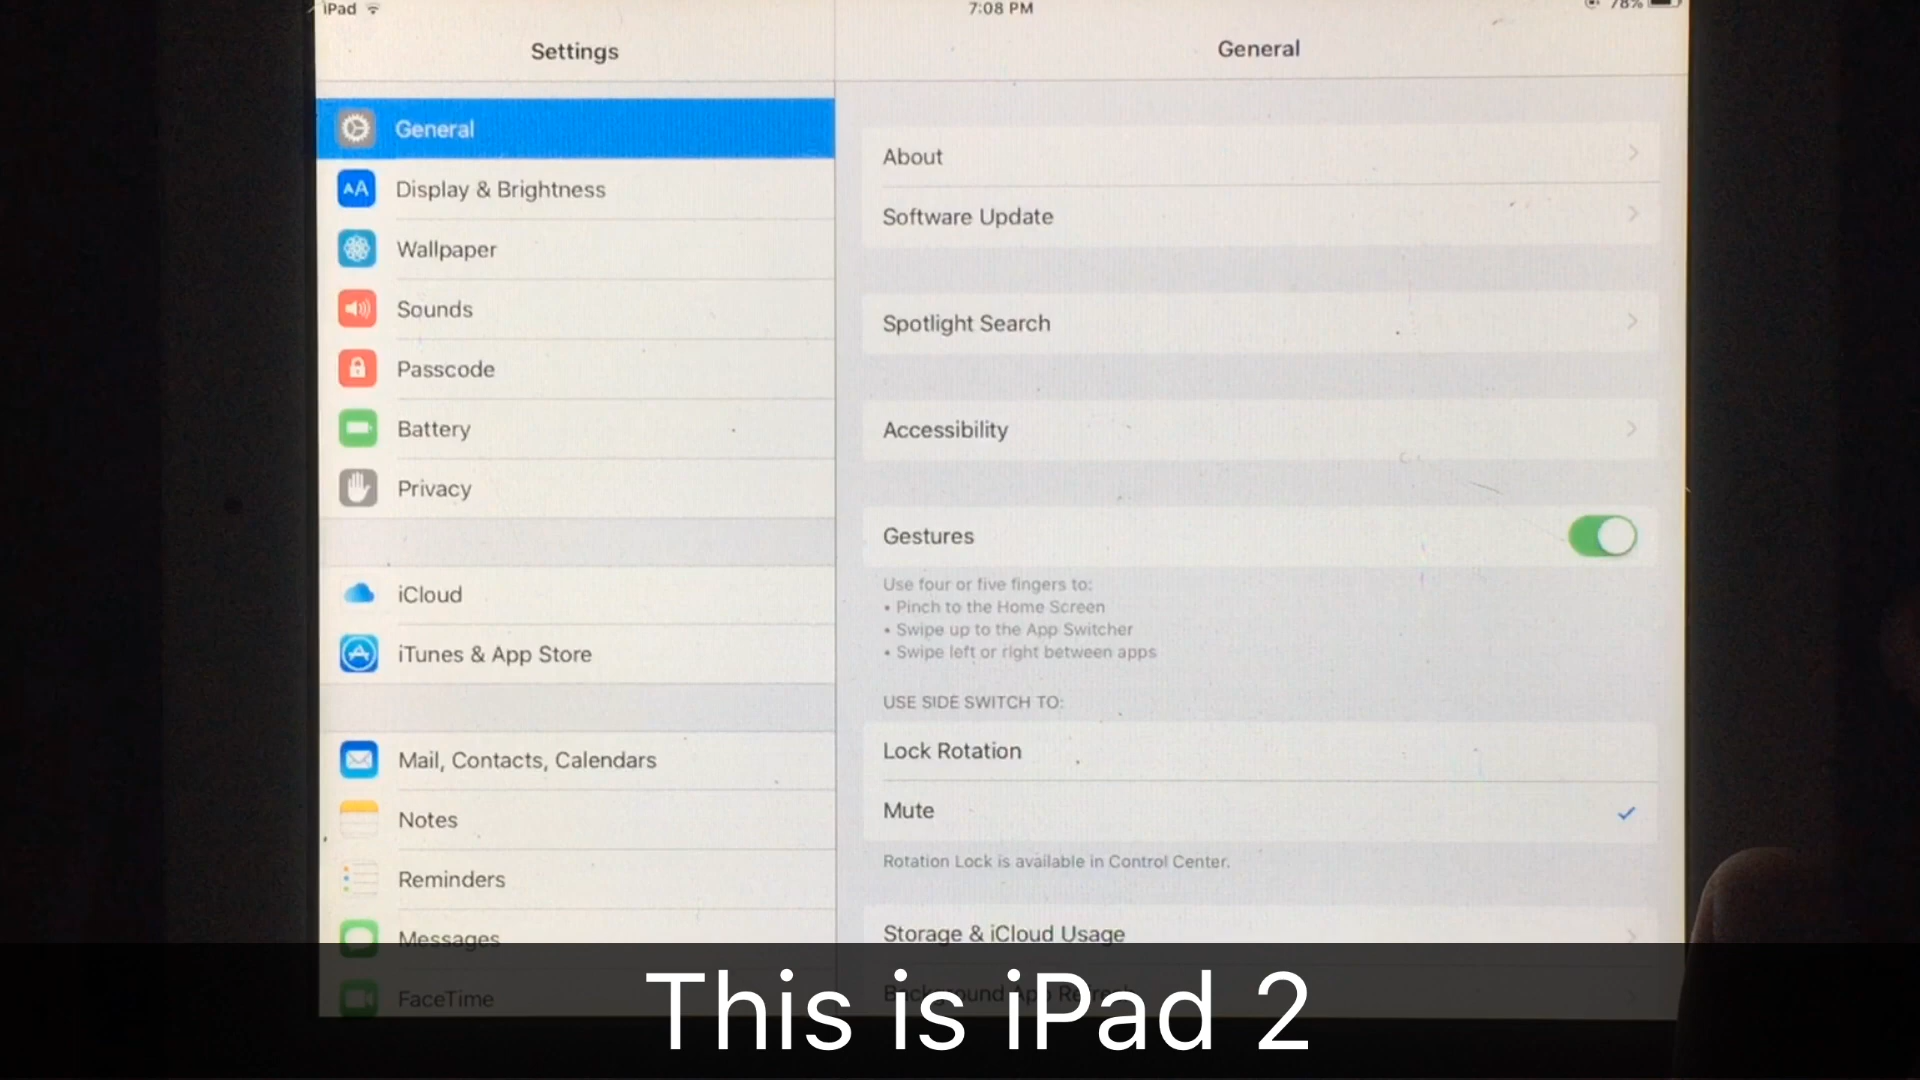 iPad 7:08 PM 78%
Settings
General
General
Display & Brightness
Wallpaper
Sounds
Passcode
Battery
Privacy
iCloud
iTunes & App Store
Mail, Contacts, Calendars
Notes
Reminders
Messages
FaceTime
About
Software Update
Spotlight Search
Accessibility
Gestures
Use four or five fingers to:
• Pinch to the Home Screen
• Swipe up to the App Switcher
• Swipe left or right between apps
USE SIDE SWITCH TO:
Lock Rotation
Mute
Rotation Lock is available in Control Center.
Storage & iCloud Usage
Background App Refresh
This is iPad 2